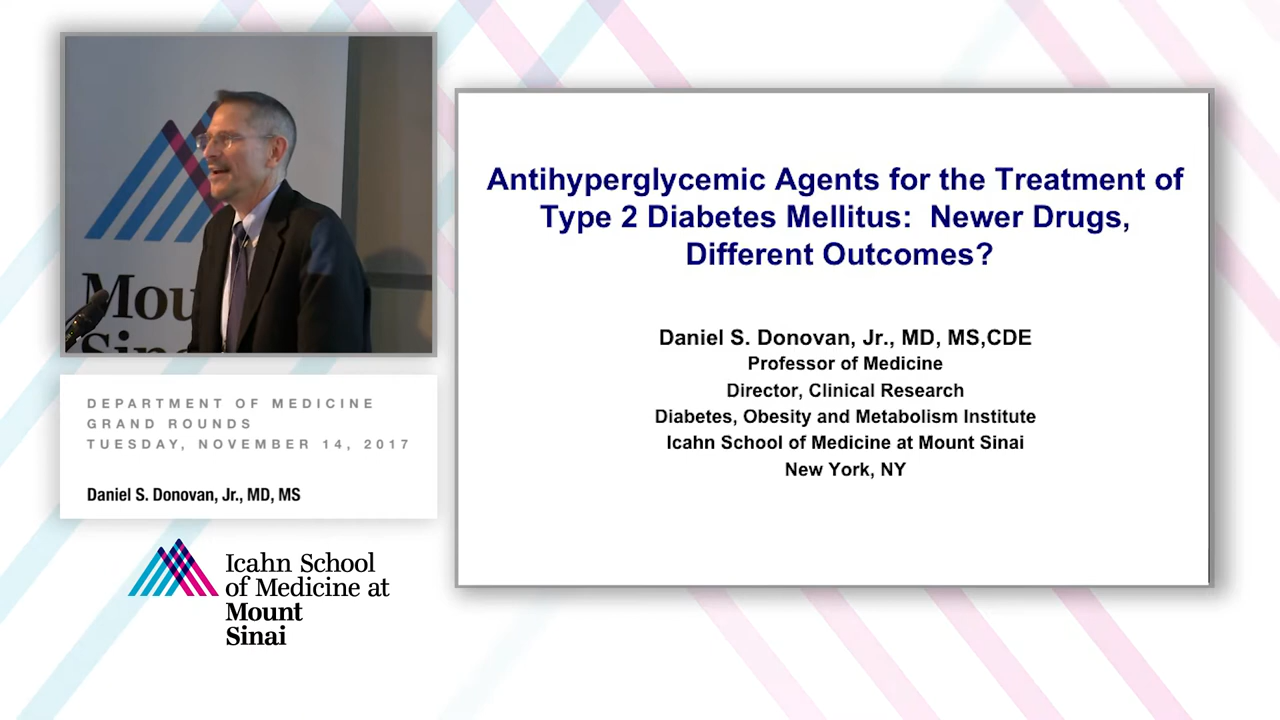 Mou
Sin
DEPARTMENT OF MEDICINE
GRAND ROUNDS
TUESDAY, NOVEMBER 14, 2017
Daniel S. Donovan, Jr., MD, MS
Icahn School
of Medicine at
Mount
Sinai
Antihyperglycemic Agents for the Treatment of
Type 2 Diabetes Mellitus:  Newer Drugs,
Different Outcomes?
Daniel S. Donovan, Jr., MD, MS,CDE
Professor of Medicine
Director, Clinical Research
Diabetes, Obesity and Metabolism Institute
Icahn School of Medicine at Mount Sinai
New York, NY